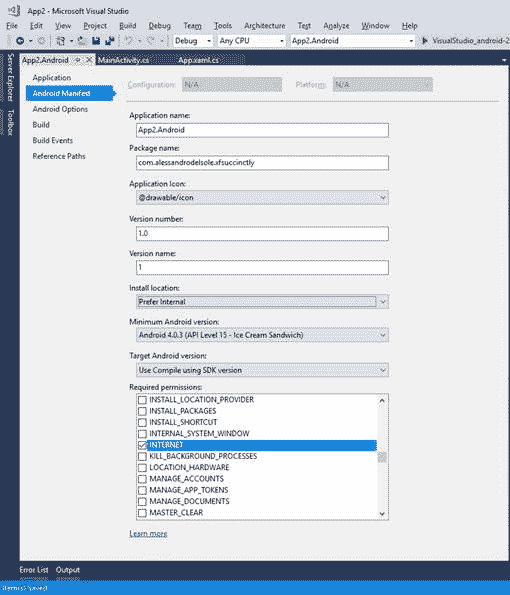 App2 - Microsoft Visual Studio
File Edit View Project Build Debug Team Tools Architecture Test Analyze Window Help
Debug Any CPU App2.Android VisualStudio_android-2
Server Explorer
Toolbox
App2.Android MainActivity.cs App.xaml.cs
Application
Android Manifest
Android Options
Build
Build Events
Reference Paths
Configuration: N/A Platform: N/A
Application name:
App2.Android
Package name:
com.alessandrodelsole.xfsuccinctly
Application Icon:
@drawable/icon
Version number:
1.0
Version name:
1
Install location:
Prefer Internal
Minimum Android version:
Android 4.0.3 (API Level 15 - Ice Cream Sandwich)
Target Android version:
Use Compile using SDK version
Required permissions:
INSTALL_LOCATION_PROVIDER
INSTALL_PACKAGES
INSTALL_SHORTCUT
INTERNAL_SYSTEM_WINDOW
INTERNET
KILL_BACKGROUND_PROCESSES
LOCATION_HARDWARE
MANAGE_ACCOUNTS
MANAGE_APP_TOKENS
MANAGE_DOCUMENTS
MASTER_CLEAR
Learn more
Error List Output
Item(s) Saved